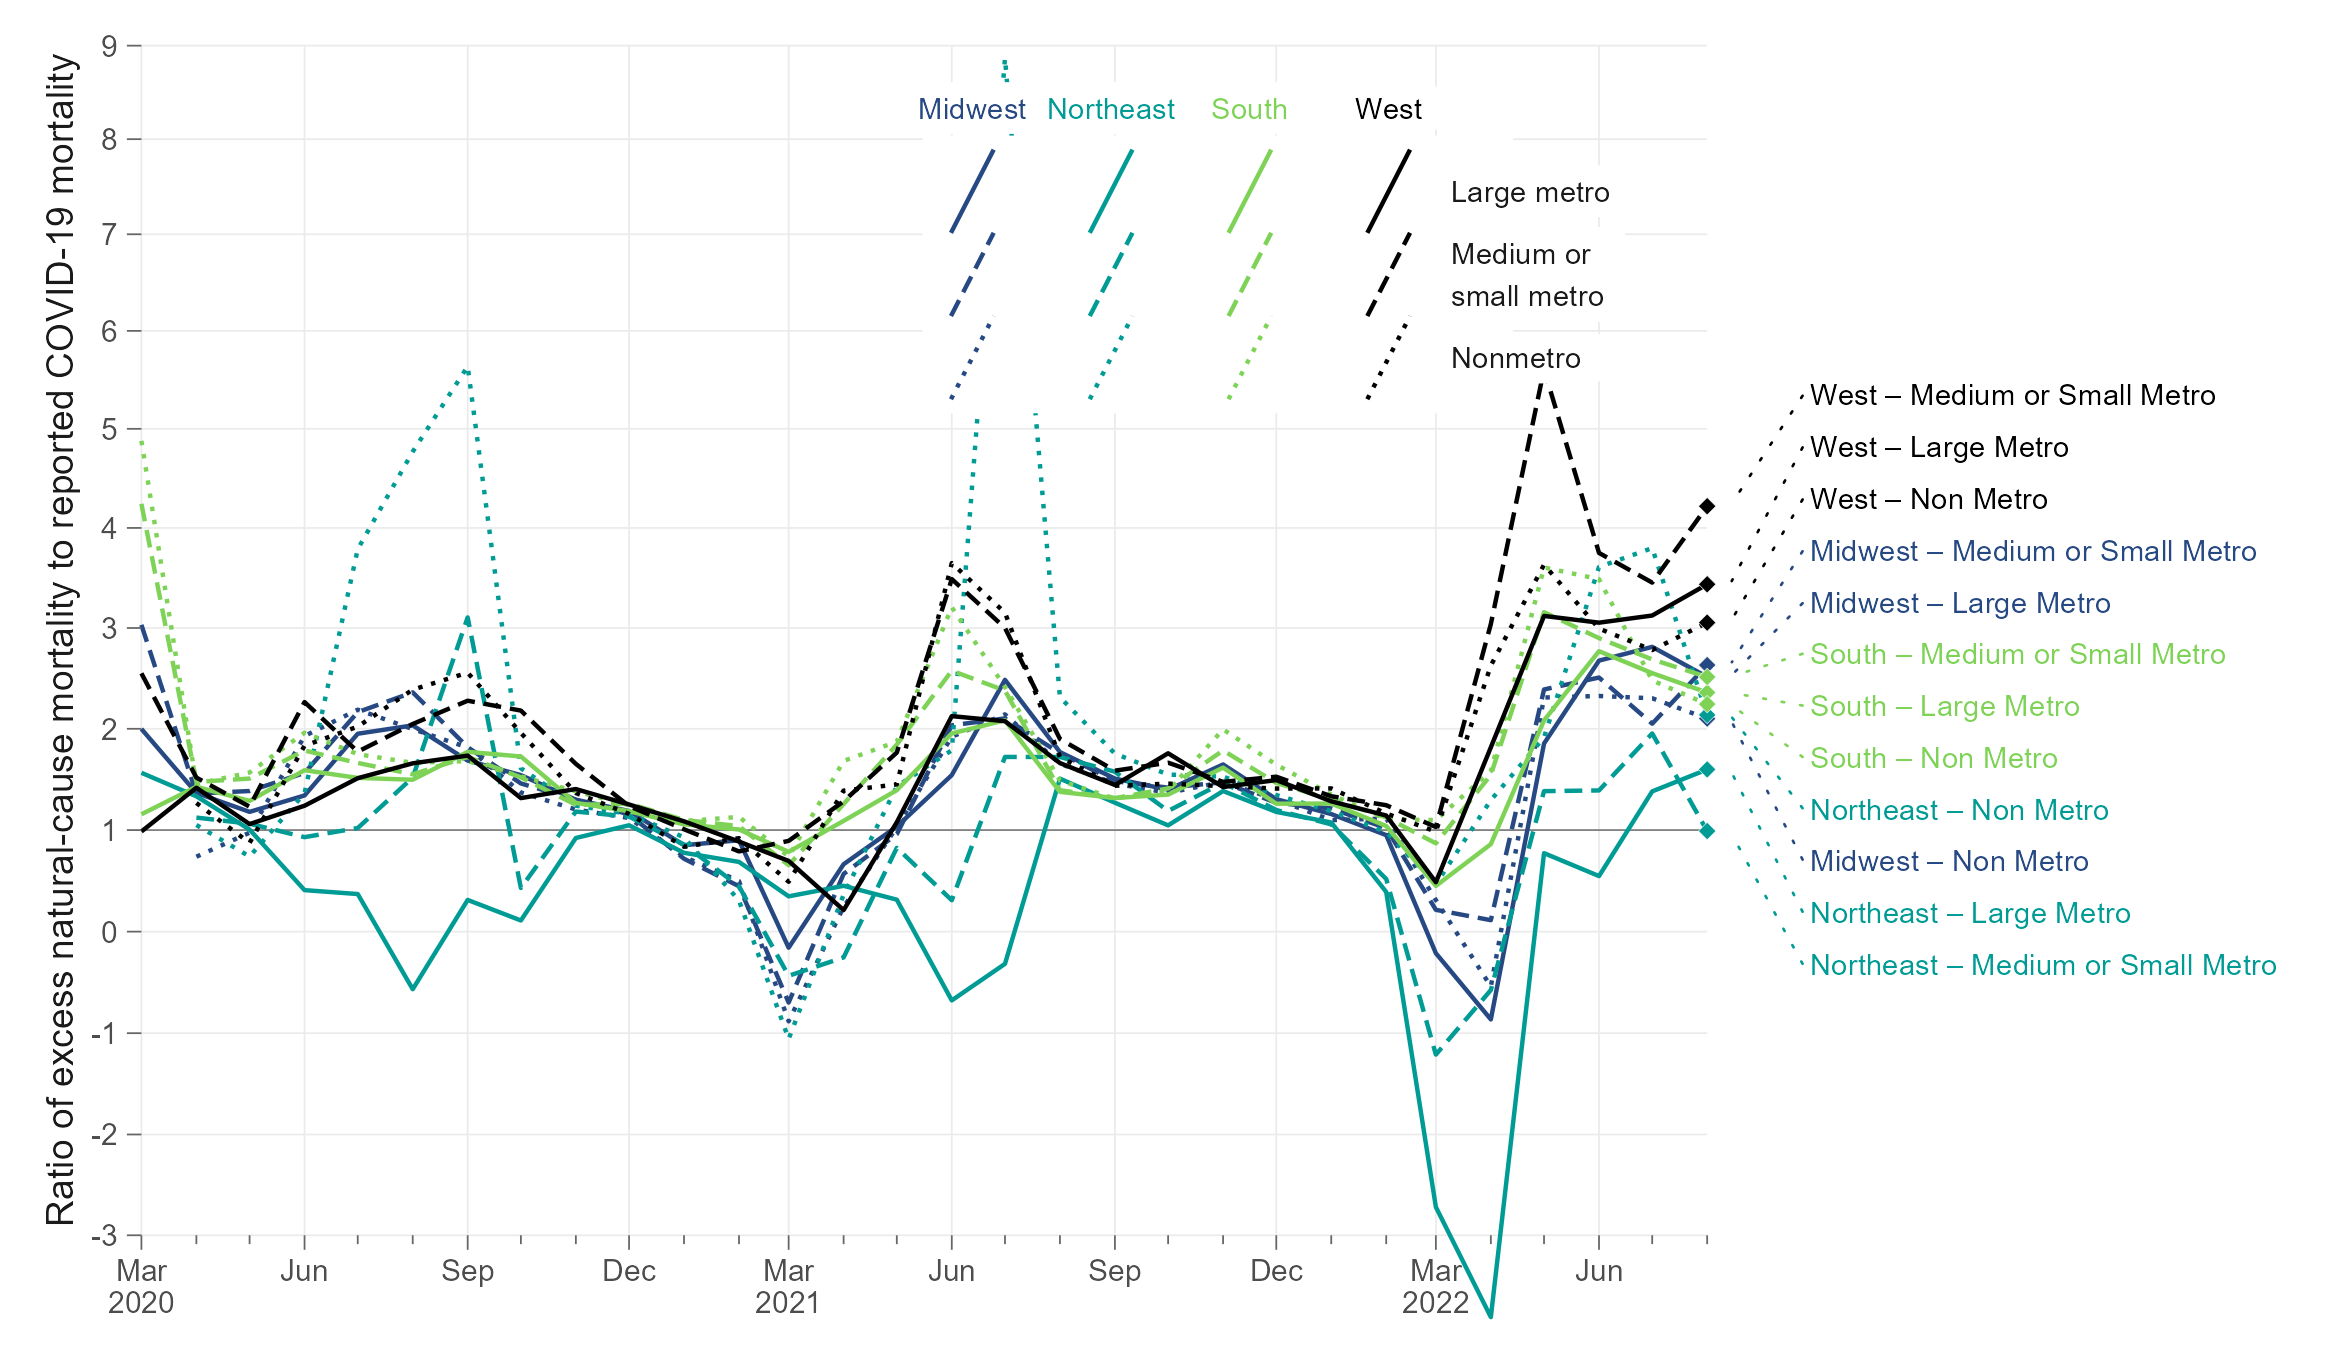 Ratio of excess natural-cause mortality to reported COVID-19 mortality
9
8
7
6
5
4
3
2
1
0
-1
-2
-3
Midwest Northeast South West
Large metro
Medium or
small metro
Nonmetro
West – Medium or Small Metro
West – Large Metro
West – Non Metro
Midwest – Medium or Small Metro
Midwest – Large Metro
South – Medium or Small Metro
South – Large Metro
South – Non Metro
Northeast – Non Metro
Midwest – Non Metro
Northeast – Large Metro
Northeast – Medium or Small Metro
Mar Jun Sep Dec Mar Jun Sep Dec Mar Jun
2020 2021 2022